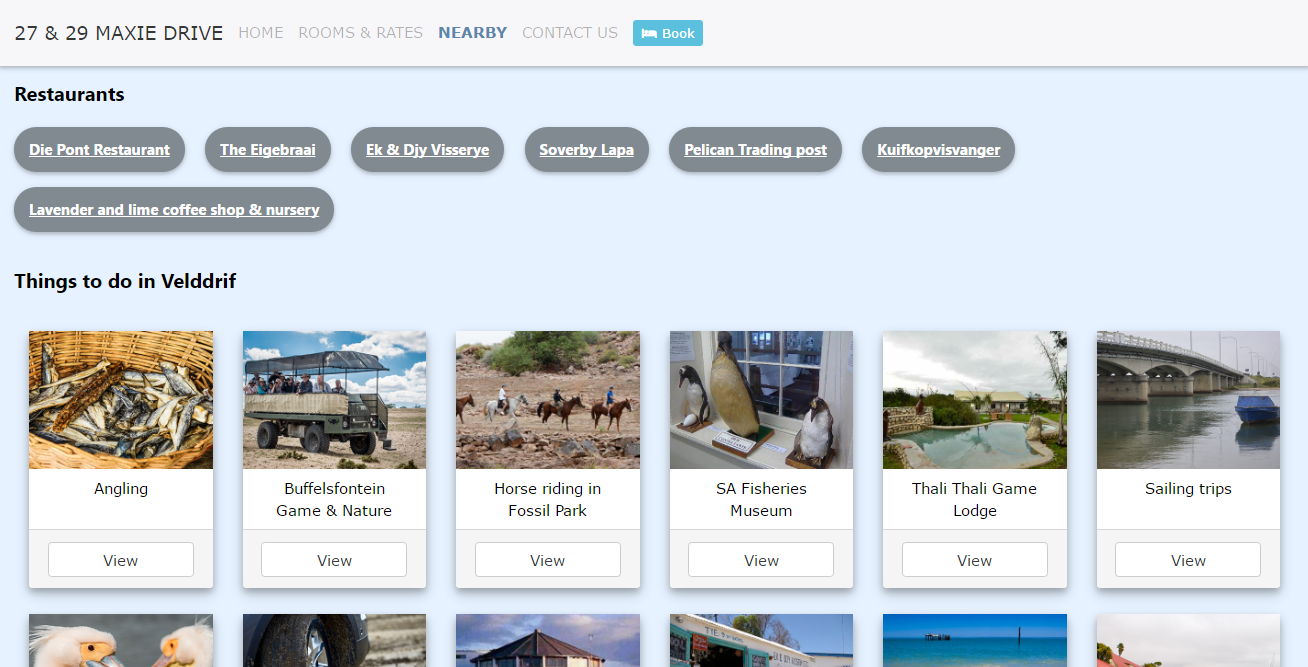 27 & 29 MAXIE DRIVE HOME ROOMS & RATES NEARBY CONTACT US Book
Restaurants
Die Pont Restaurant The Eigebraai Ek & Djy Visserye Soverby Lapa Pelican Trading post Kuifkopvisvanger
Lavender and lime coffee shop & nursery
Things to do in Velddrif
Angling
Buffelsfontein
Game & Nature
Horse riding in
Fossil Park
SA Fisheries
Museum
Thali Thali Game
Lodge
Sailing trips
View View View View View View